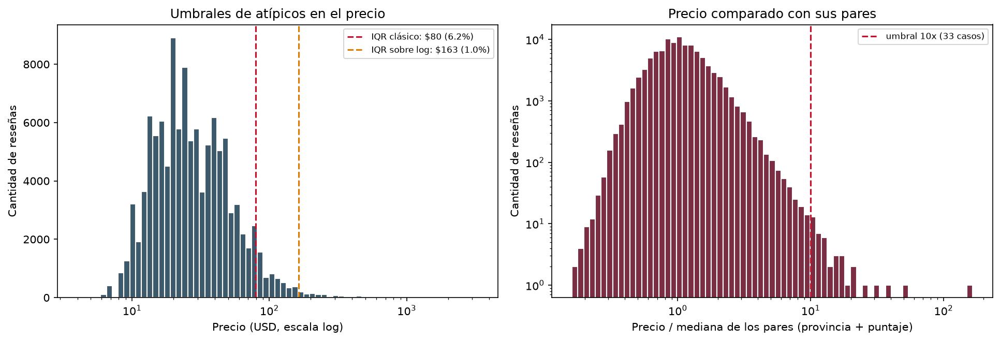 Umbrales de atípicos en el precio
IQR clásico: $80 (6.2%)
IQR sobre log: $163 (1.0%)
Cantidad de reseñas
8000
6000
4000
2000
0
10¹
10²
10³
Precio (USD, escala log)
Precio comparado con sus pares
umbral 10x (33 casos)
Cantidad de reseñas
10⁴
10³
10²
10¹
10⁰
10⁰
10¹
10²
Precio / mediana de los pares (provincia + puntaje)